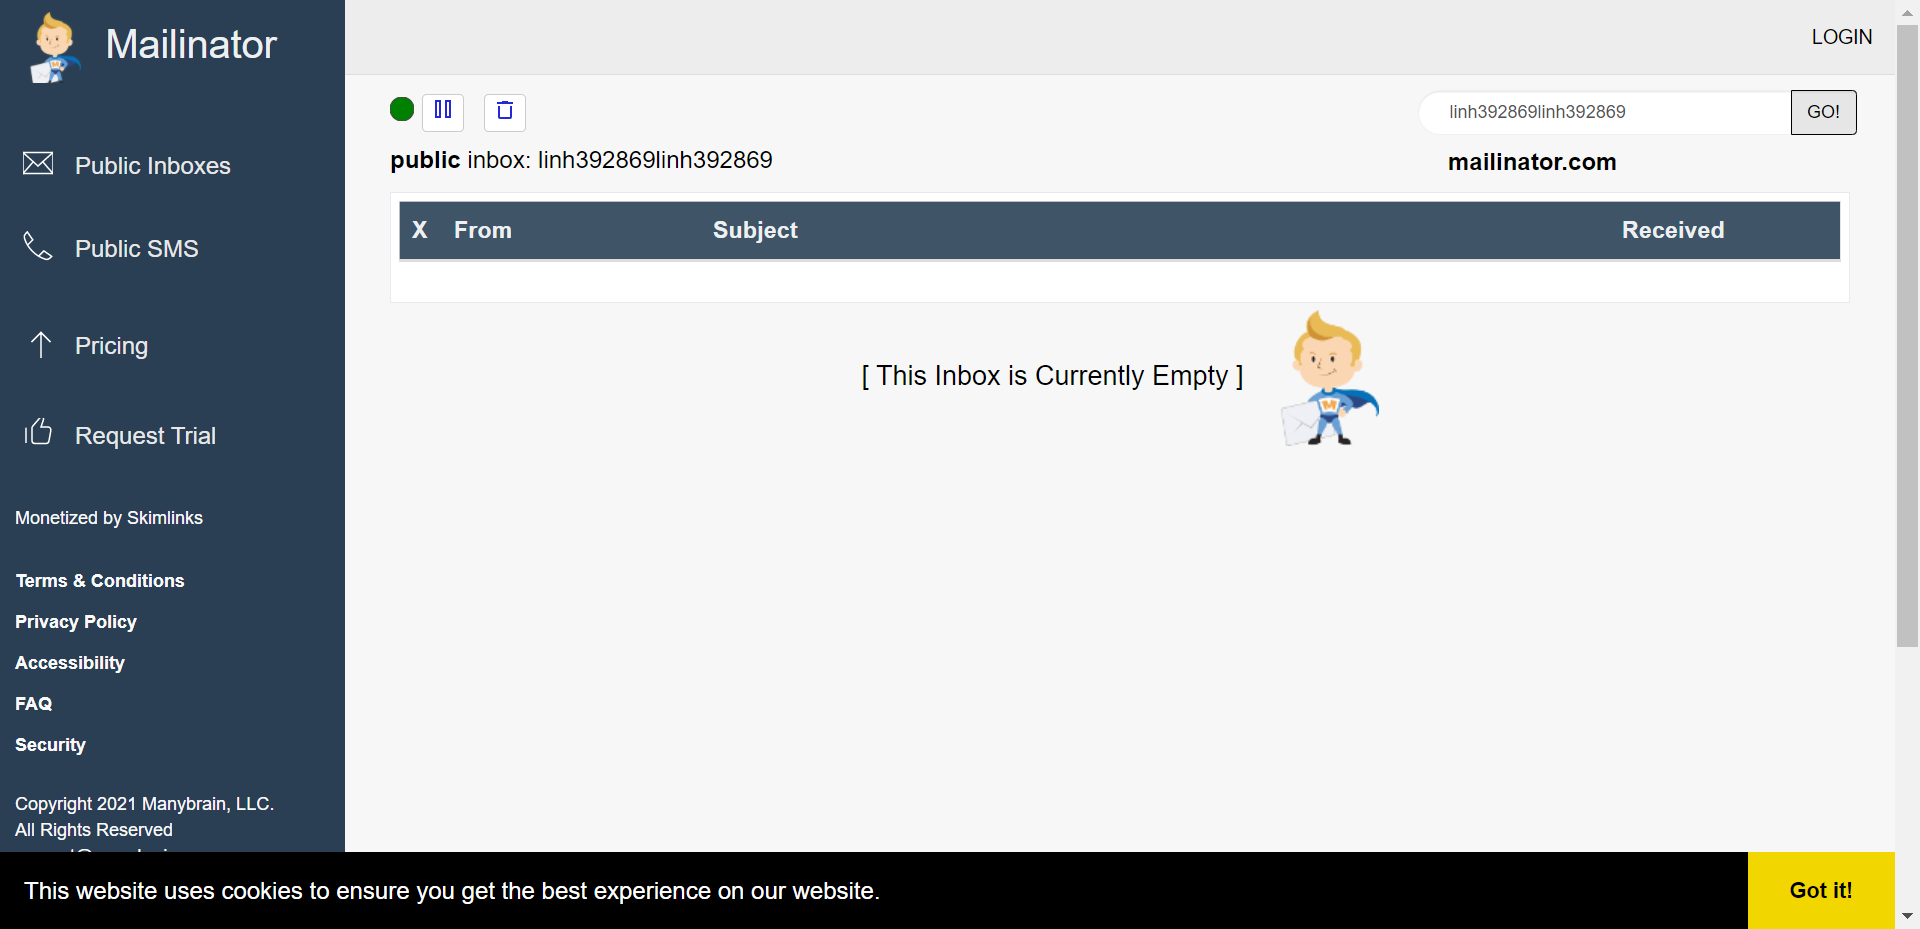 Mailinator
LOGIN
Public Inboxes
Public SMS
Pricing
Request Trial
Monetized by Skimlinks
Terms & Conditions
Privacy Policy
Accessibility
FAQ
Security
Copyright 2021 Manybrain, LLC.
All Rights Reserved
linh392869linh392869
GO!
public inbox: linh392869linh392869
mailinator.com
X From Subject Received
[ This Inbox is Currently Empty ]
M
This website uses cookies to ensure you get the best experience on our website.
Got it!